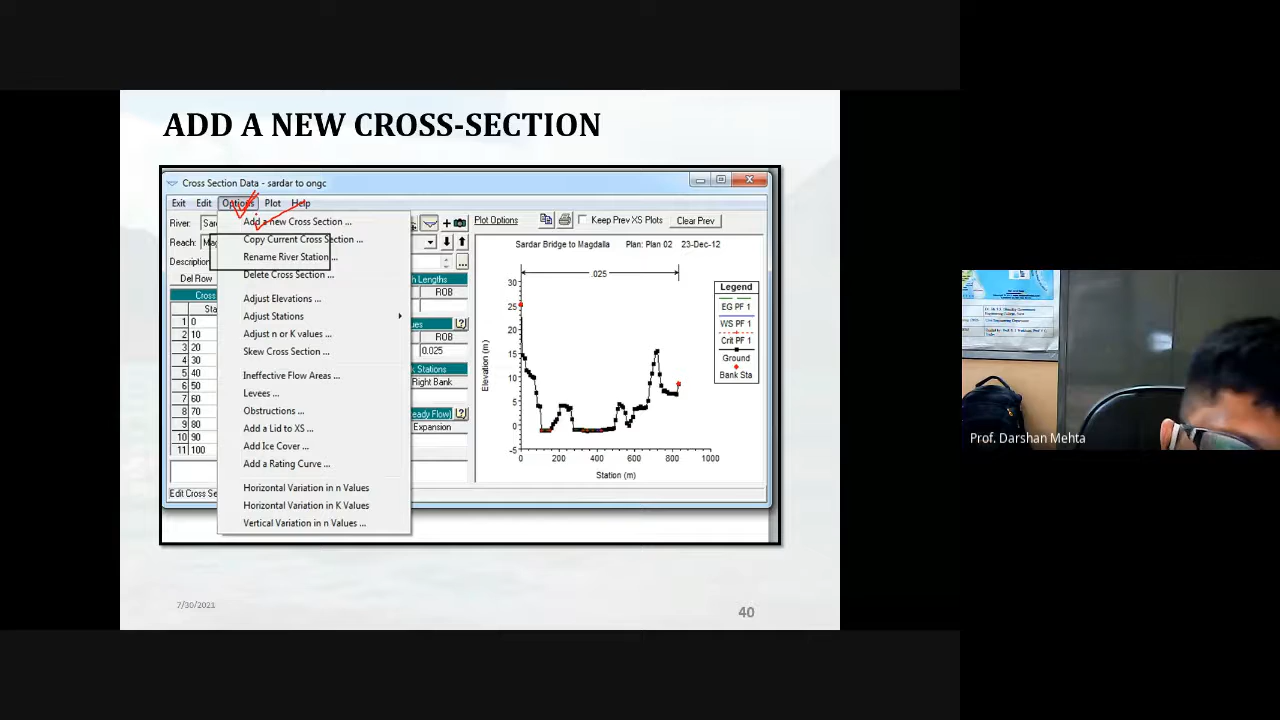 ADD A NEW CROSS-SECTION
Cross Section Data - sardar to ongc
Exit Edit Options Plot Help
River: Sar
Reach: Mag
Description
Del Row
Cross
Sta
1 0
2 10
3 20
4 30
5 40
6 50
7 60
8 70
9 80
10 90
11 100
Edit Cross Se
Add a new Cross Section ...
Copy Current Cross Section ...
Rename River Station ...
Delete Cross Section ...
Adjust Elevations ...
Adjust Stations
Adjust n or K values ...
Skew Cross Section ...
Ineffective Flow Areas ...
Levees ...
Obstructions ...
Add a Lid to XS ...
Add Ice Cover ...
Add a Rating Curve ...
Horizontal Variation in n Values
Horizontal Variation in K Values
Vertical Variation in n Values ...
h Lengths
ROB
ues
ROB
0.025
Stations
Right Bank
eady Flow)
Expansion
Plot Options
Keep Prev XS Plots
Clear Prev
Sardar Bridge to Magdalla Plan: Plan 02 23-Dec-12
.025
30
25
20
15
10
5
0
-5
Elevation (m)
0 200 400 600 800 1000
Station (m)
Legend
EG PF 1
WS PF 1
Crit PF 1
Ground
Bank Sta
7/30/2021
40
Prof. Darshan Mehta